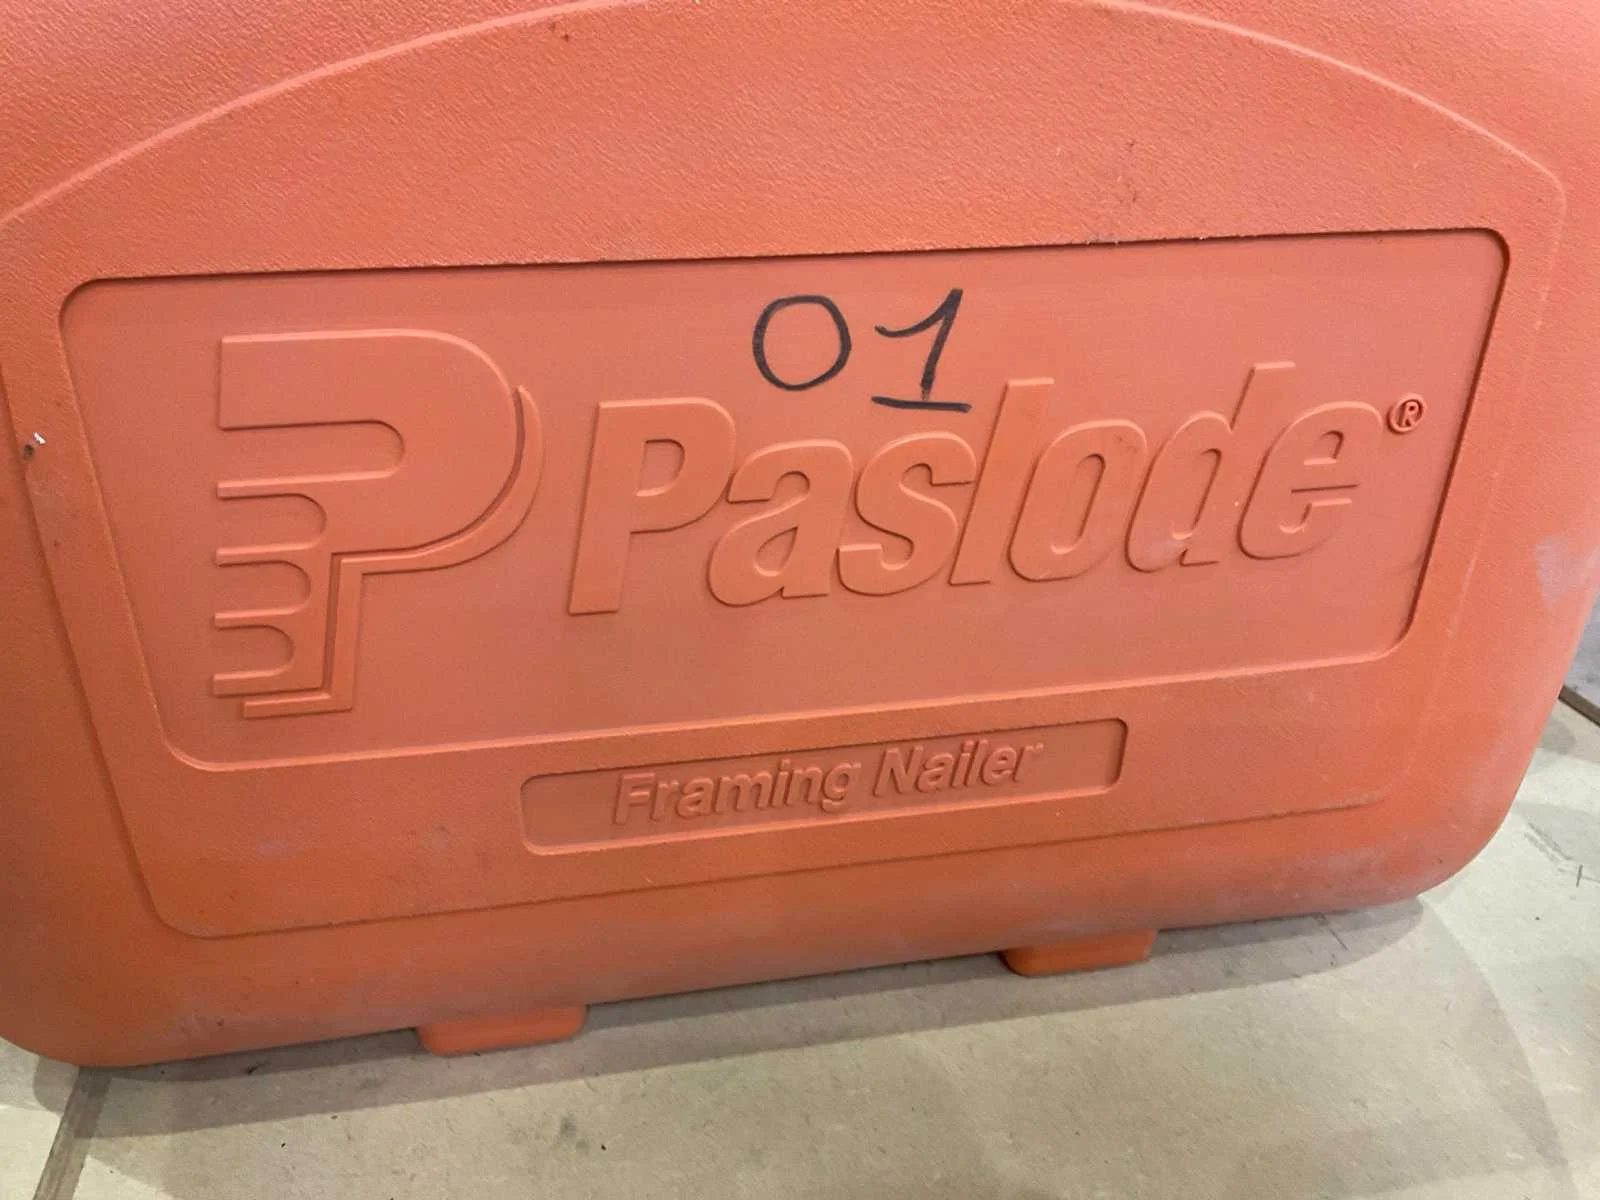 01
Paslode®
Framing Nailer